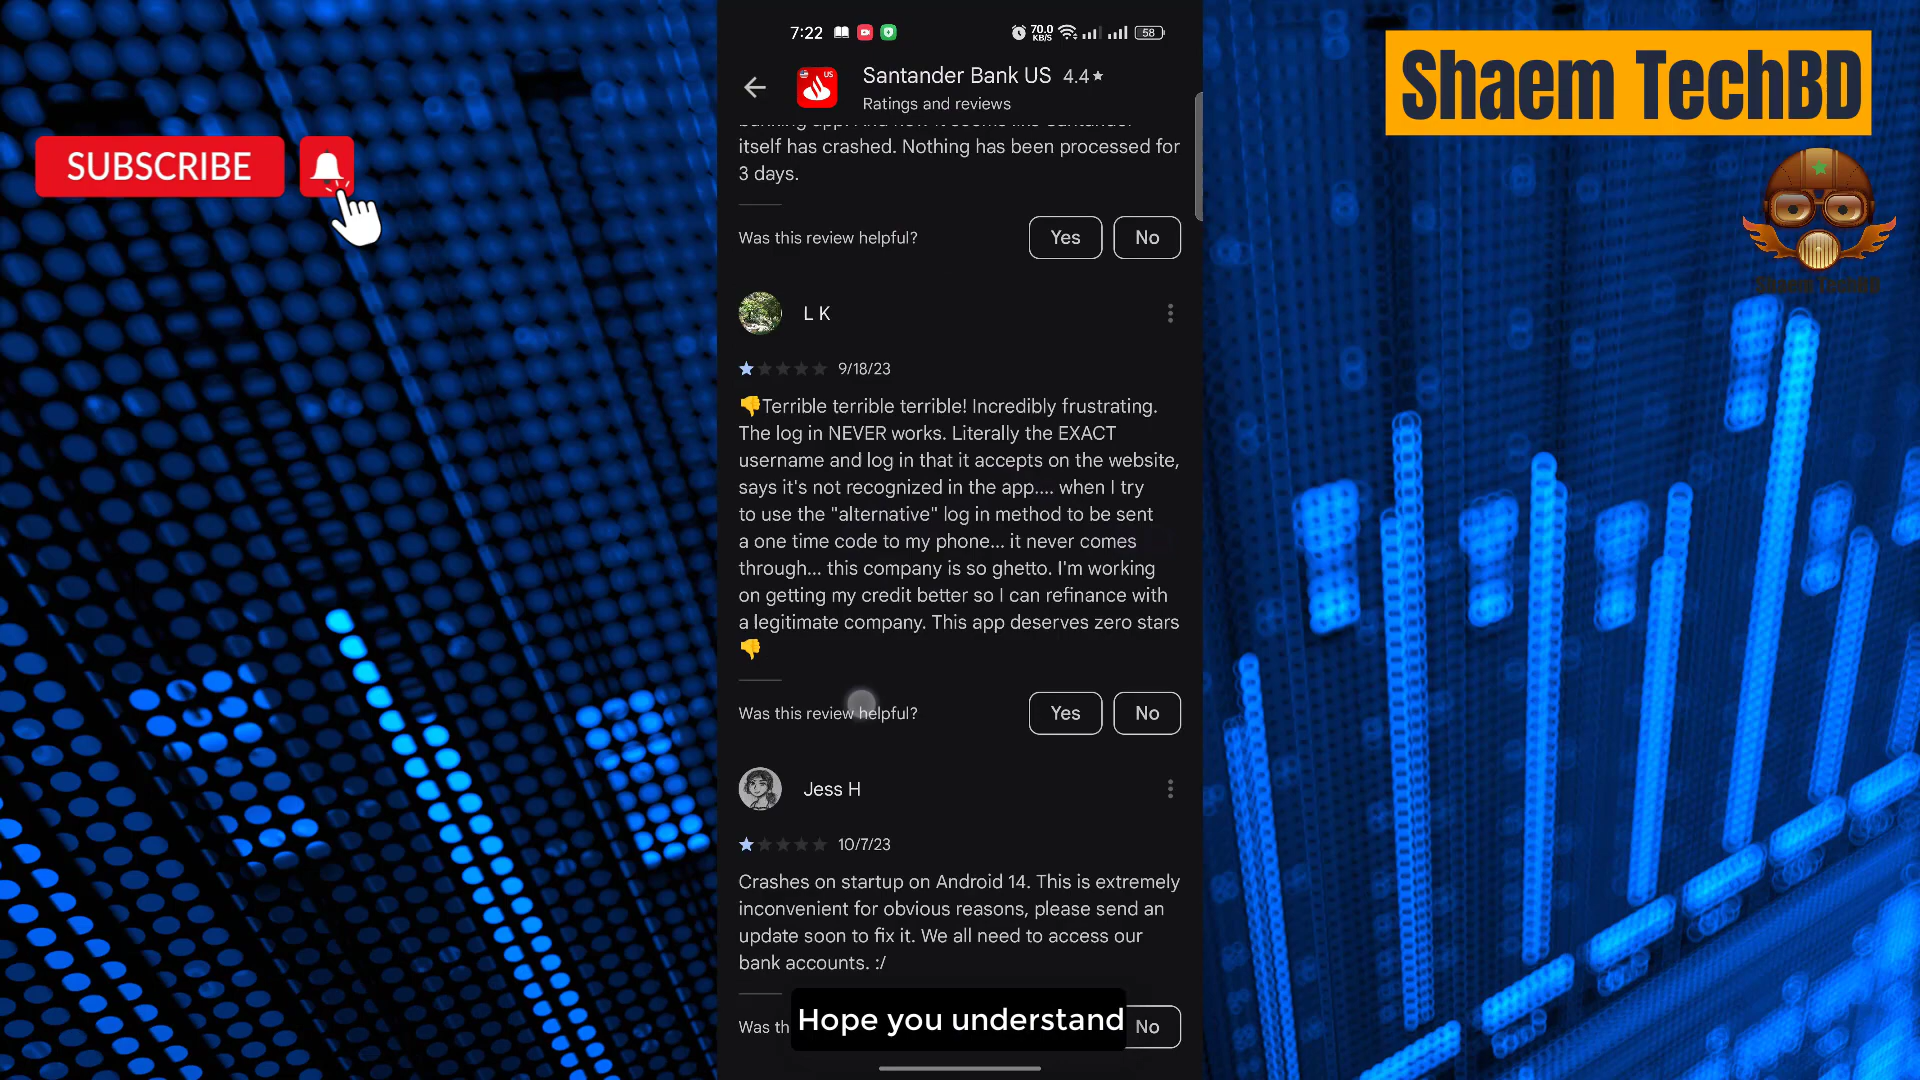 7:22
70.0
KB/S
58
Santander Bank US 4.4★
Ratings and reviews
US
itself has crashed. Nothing has been processed for
3 days.
Was this review helpful?
Yes
No
L K
9/18/23
👎Terrible terrible terrible! Incredibly frustrating.
The log in NEVER works. Literally the EXACT
username and log in that it accepts on the website,
says it's not recognized in the app.... when I try
to use the "alternative" log in method to be sent
a one time code to my phone... it never comes
through... this company is so ghetto. I'm working
on getting my credit better so I can refinance with
a legitimate company. This app deserves zero stars
👎
Was this review helpful?
Yes
No
Jess H
10/7/23
Crashes on startup on Android 14. This is extremely
inconvenient for obvious reasons, please send an
update soon to fix it. We all need to access our
bank accounts. :/
Was th
No
Hope you understand
SUBSCRIBE
Shaem TechBD
Shaem TechBD